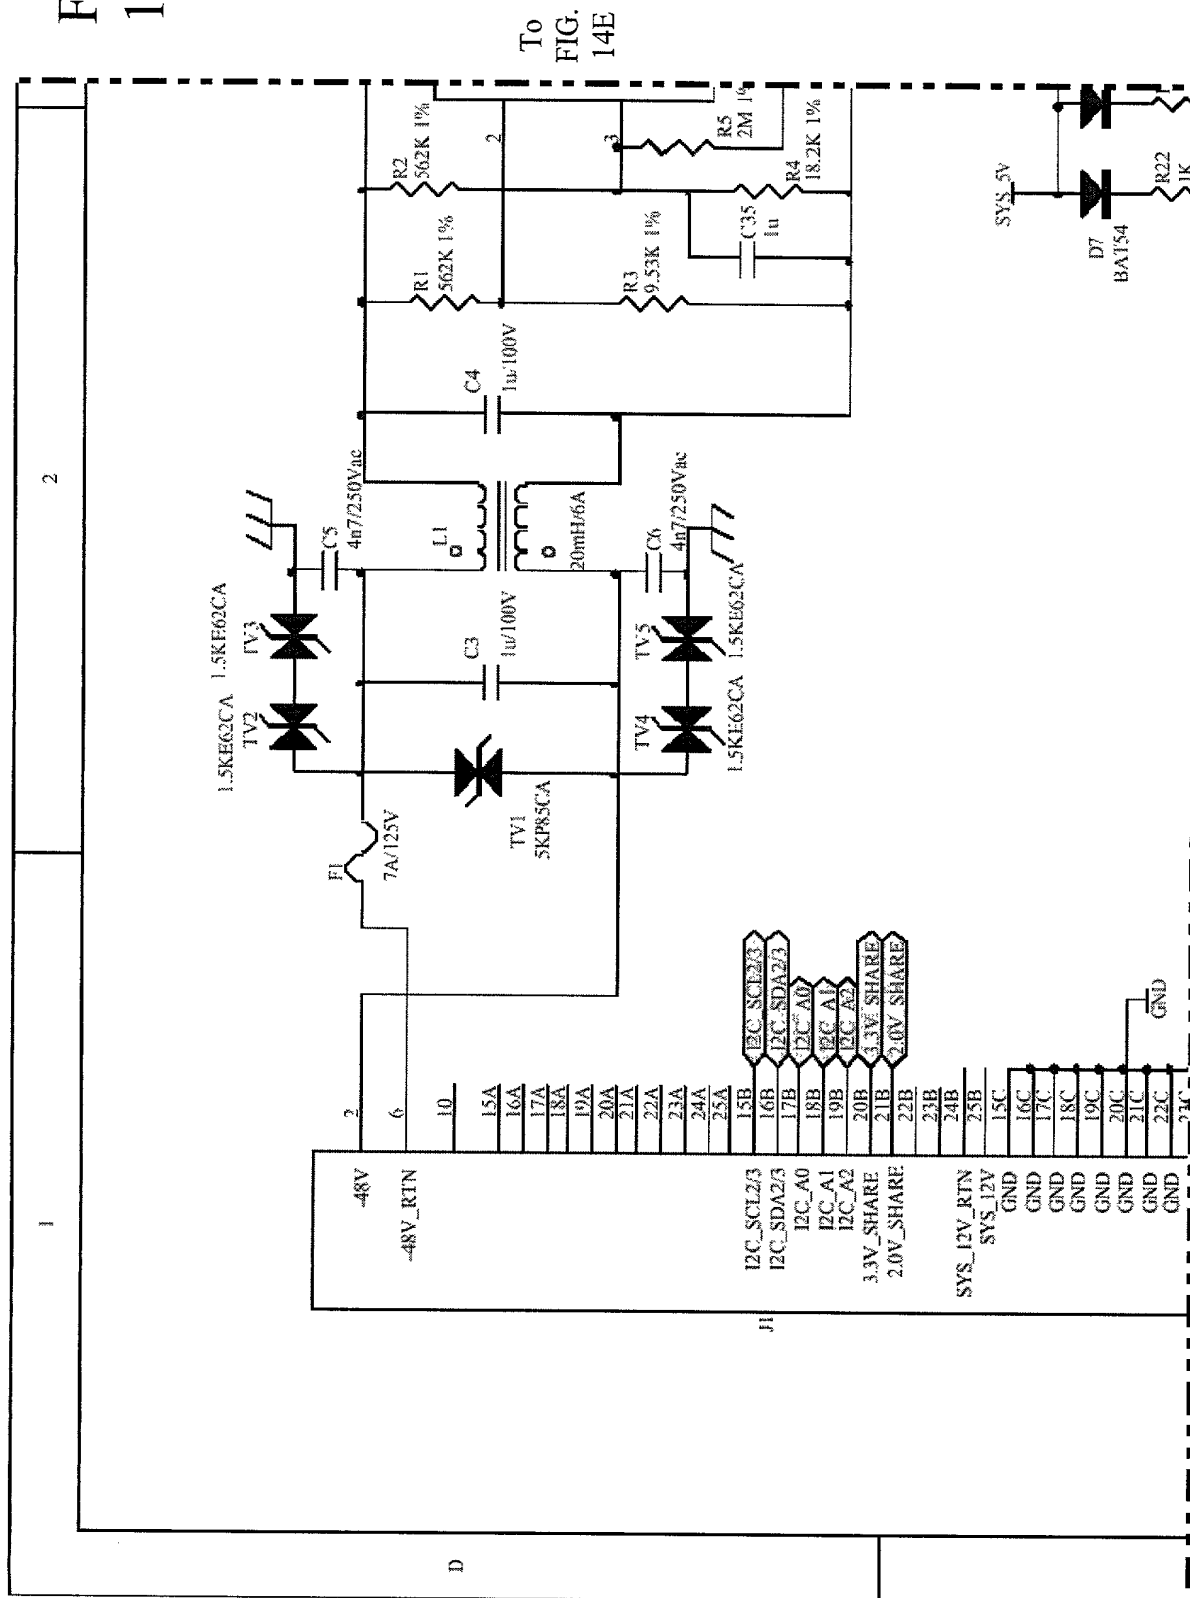 F
1
To
FIG.
14E
1
2
D
J1
-48V
-48V_RTN
I2C_SCL2/3
I2C_SDA2/3
I2C_A0
I2C_A1
I2C_A2
3.3V_SHARE
2.0V_SHARE
SYS_12V_RTN
SYS_12V
GND
GND
GND
GND
GND
GND
GND
GND
2
6
10
15A
16A
17A
18A
19A
20A
21A
22A
23A
24A
25A
15B
16B
17B
18B
19B
20B
21B
22B
23B
24B
25B
15C
16C
17C
18C
19C
20C
21C
22C
23C
I2C_SCL2/3
I2C_SDA2/3
I2C_A0
I2C_A1
I2C_A2
3.3V_SHARE
2.0V_SHARE
GND
F1
7A/125V
TV1
5KP85CA
1.5KE62CA
TV2
1.5KE62CA
TV3
TV4
1.5KE62CA
TV5
1.5KE62CA
C3
1u/100V
C5
4n7/250Vac
L1
20mH/6A
C6
4n7/250Vac
C4
1u/100V
R1
562K 1%
R2
562K 1%
R3
9.53K 1%
C35
1u
R4
18.2K 1%
R5
2M 1%
2
3
SYS_5V
D7
BAT54
R22
1K